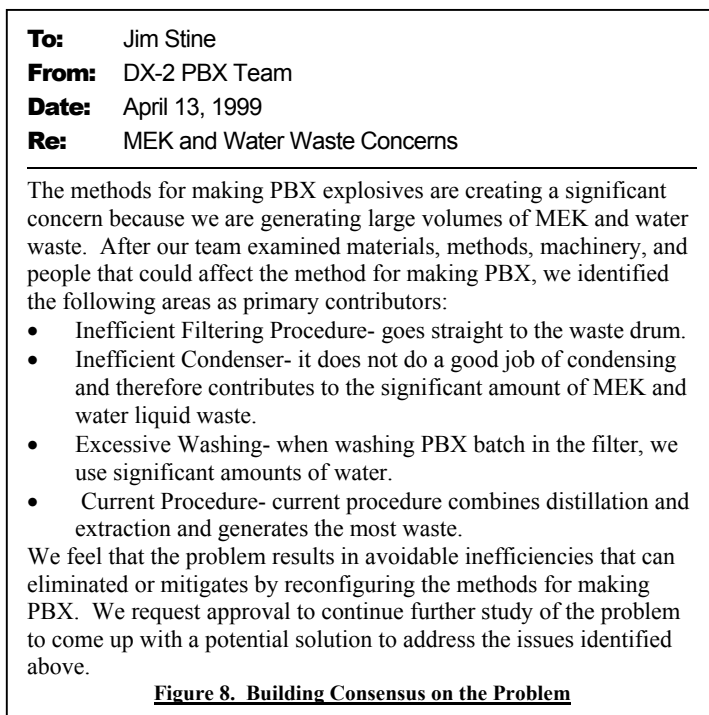 To: Jim Stine
From: DX-2 PBX Team
Date: April 13, 1999
Re: MEK and Water Waste Concerns
The methods for making PBX explosives are creating a significant
concern because we are generating large volumes of MEK and water
waste. After our team examined materials, methods, machinery, and
people that could affect the method for making PBX, we identified
the following areas as primary contributors:
• Inefficient Filtering Procedure- goes straight to the waste drum.
• Inefficient Condenser- it does not do a good job of condensing
and therefore contributes to the significant amount of MEK and
water liquid waste.
• Excessive Washing- when washing PBX batch in the filter, we
use significant amounts of water.
• Current Procedure- current procedure combines distillation and
extraction and generates the most waste.
We feel that the problem results in avoidable inefficiencies that can
eliminated or mitigates by reconfiguring the methods for making
PBX. We request approval to continue further study of the problem
to come up with a potential solution to address the issues identified
above.
Figure 8. Building Consensus on the Problem